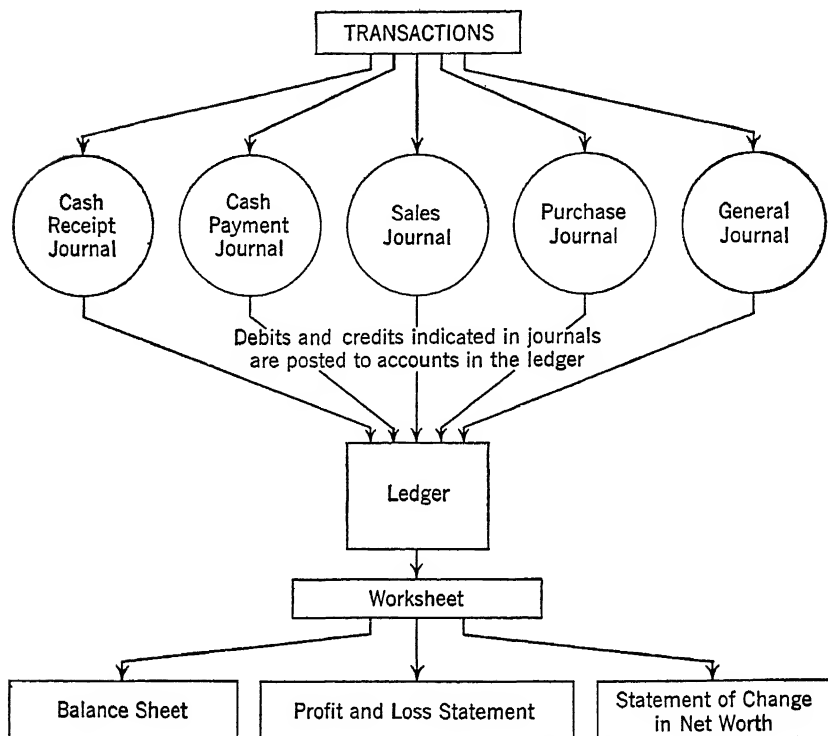 TRANSACTIONS
Cash
Receipt
Journal
Cash
Payment
Journal
Sales
Journal
Purchase
Journal
General
Journal
Debits and credits indicated in journals
are posted to accounts in the ledger
Ledger
Worksheet
Balance Sheet
Profit and Loss Statement
Statement of Change
in Net Worth